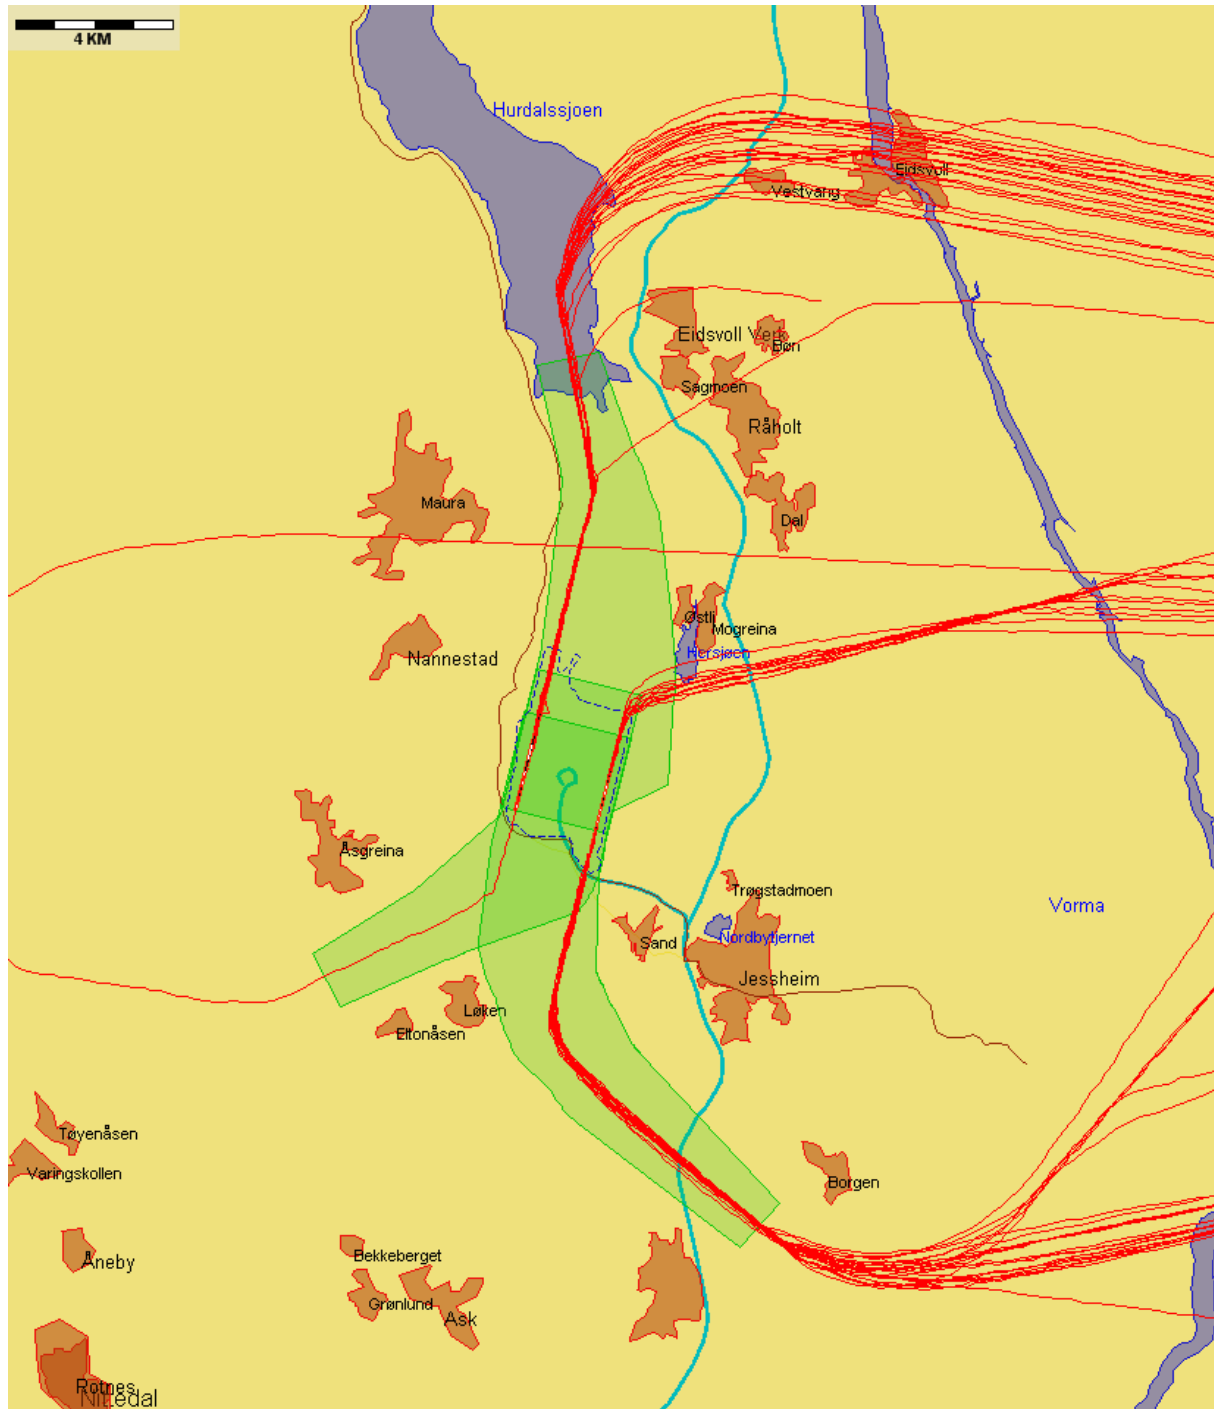 4 KM
Hurdalssjoen
Eidsvoll
Vestvang
Eidsvoll Verk
Bøn
Sagmoen
Råholt
Maura
Dal
Østli
Mogreina
Hersjøen
Nannestad
Åsgreina
Trøgstadmoen
Vorma
Nordbytjernet
Sand
Jessheim
Løken
Eltonåsen
Tøyenåsen
Varingskollen
Borgen
Bekkeberget
Åneby
Grønlund
Ask
Rotnes
Nittedal